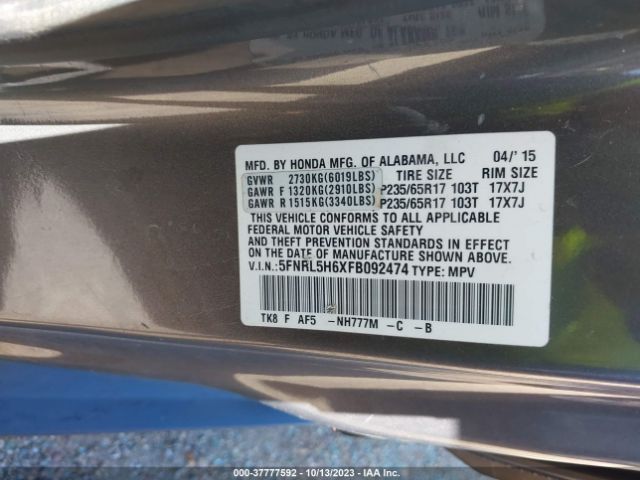 MFD. BY HONDA MFG. OF ALABAMA, LLC 04/'15
GVWR 2730KG(6019LBS) TIRE SIZE RIM SIZE
GAWR F 1320KG(2910LBS) P235/65R17 103T 17X7J
GAWR R 1515KG(3340LBS) P235/65R17 103T 17X7J
THIS VEHICLE CONFORMS TO ALL APPLICABLE
FEDERAL MOTOR VEHICLE SAFETY
AND THEFT PREVENTION STANDARDS IN EFFECT
ON THE DATE OF MANUFACTURE SHOWN ABOVE.
V.I.N.:5FNRL5H6XFB092474 TYPE: MPV
TK8 F AF5 -NH777M -C -B
000-37777592 - 10/13/2023 - IAA Inc.